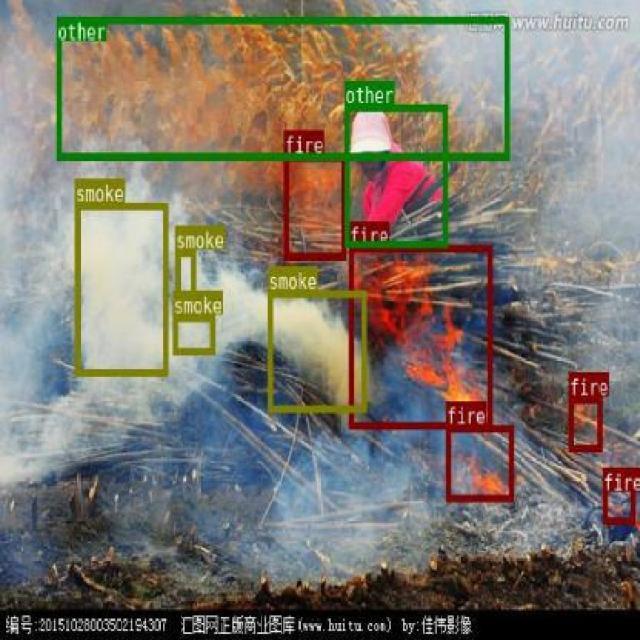 汇图网 www.huitu.com
other
other
fire
smoke
smoke
fire
smoke
smoke
fire
fire
fire
编号:20151028003502194307 汇图网正版商业图库(www.huitu.com) by:佳伟影像